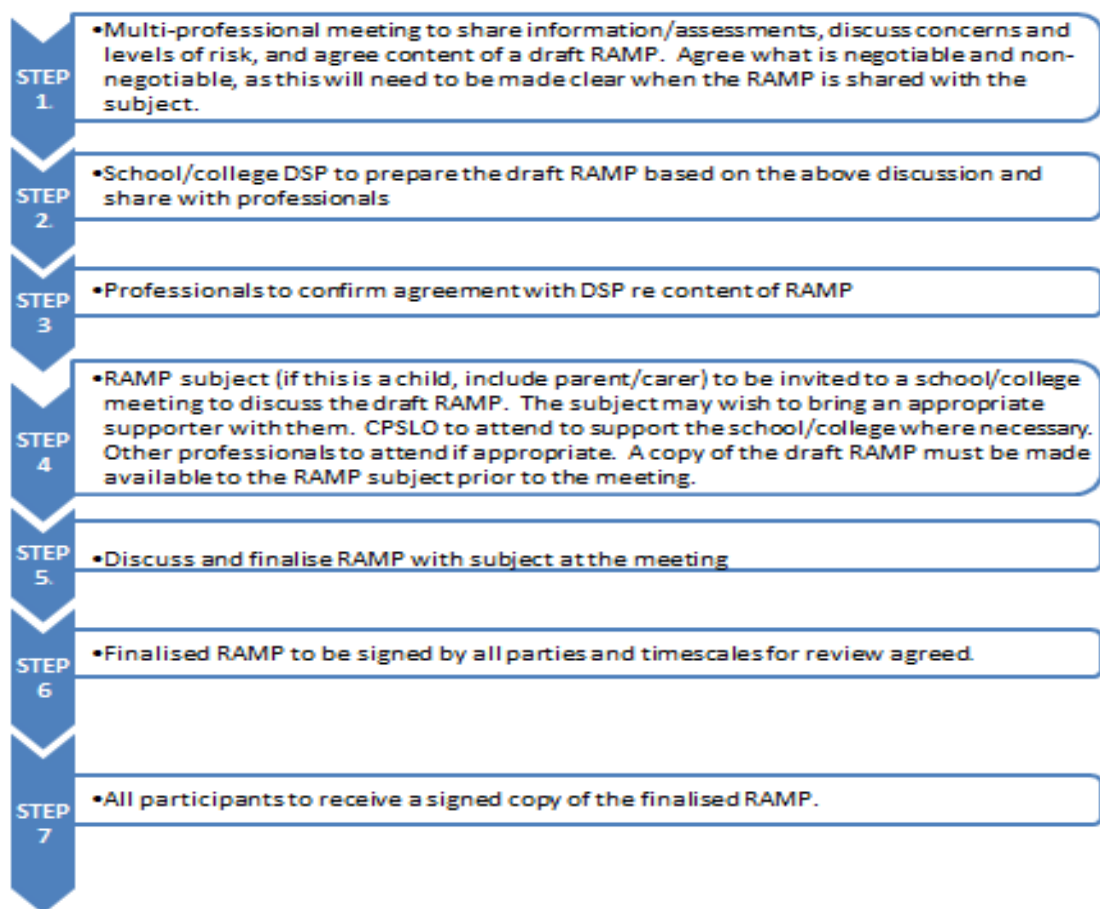 STEP
1.
•Multi-professional meeting to share information/assessments, discuss concerns and
levels of risk, and agree content of a draft RAMP.  Agree what is negotiable and non-
negotiable, as this will need to be made clear when the RAMP is shared with the
subject.
STEP
2.
•School/college DSP to prepare the draft RAMP based on the above discussion and
share with professionals
STEP
3
•Professionals to confirm agreement with DSP re content of RAMP
STEP
4
•RAMP subject (if this is a child, include parent/carer) to be invited to a school/college
meeting to discuss the draft RAMP.  The subject may wish to bring an appropriate
supporter with them. CPSLO to attend to support the school/college where necessary.
Other professionals to attend if appropriate.  A copy of the draft RAMP must be made
available to the RAMP subject prior to the meeting.
STEP
5.
•Discuss and finalise RAMP with subject at the meeting
STEP
6
•Finalised RAMP to be signed by all parties and timescales for review agreed.
STEP
7
•All participants to receive a signed copy of the finalised RAMP.